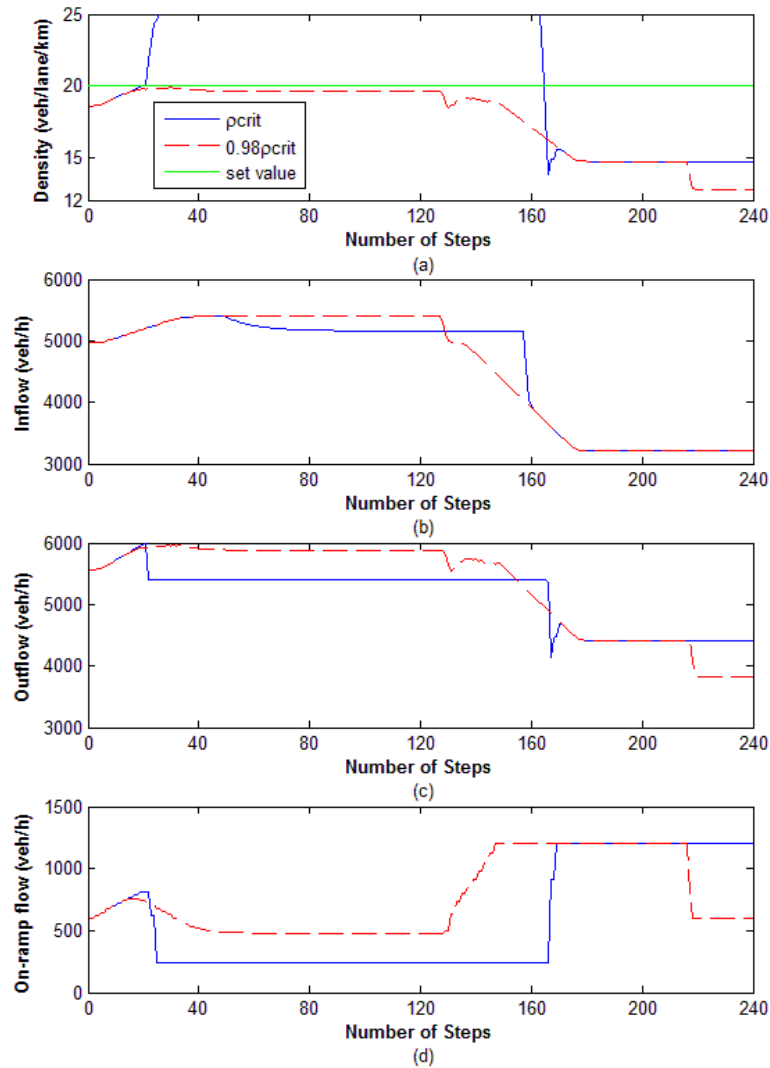 25
20
15
12
Density (veh/lane/km)
ρcrit
0.98ρcrit
set value
0 40 80 120 160 200 240
Number of Steps
(a)
6000
5000
4000
3000
Inflow (veh/h)
0 40 80 120 160 200 240
Number of Steps
(b)
6000
5000
4000
3000
Outflow (veh/h)
0 40 80 120 160 200 240
Number of Steps
(c)
1500
1000
500
0
On-ramp flow (veh/h)
0 40 80 120 160 200 240
Number of Steps
(d)